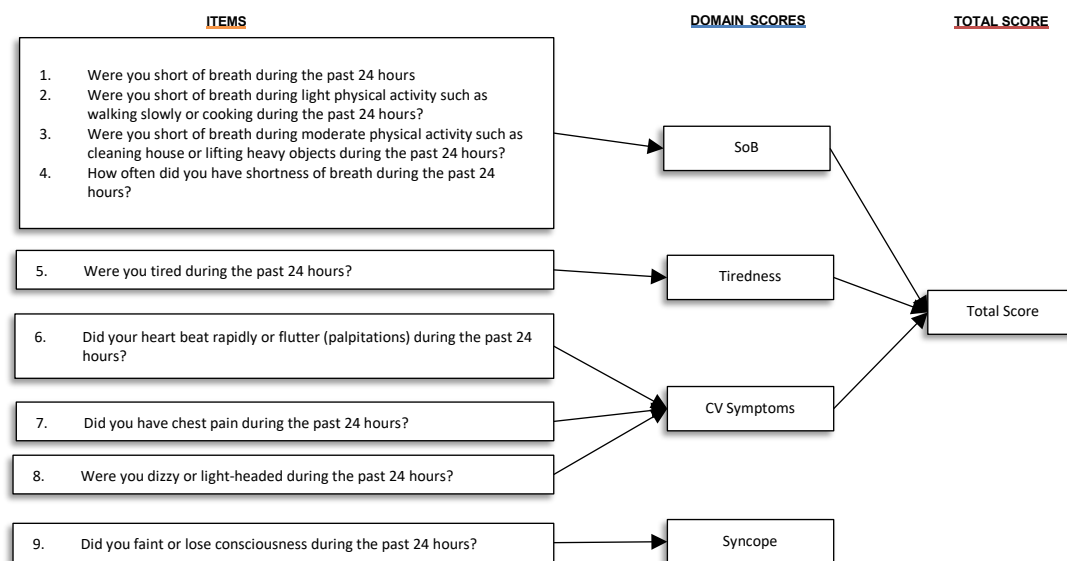 ITEMS
DOMAIN SCORES
TOTAL SCORE
1. Were you short of breath during the past 24 hours
2. Were you short of breath during light physical activity such as
walking slowly or cooking during the past 24 hours?
3. Were you short of breath during moderate physical activity such as
cleaning house or lifting heavy objects during the past 24 hours?
4. How often did you have shortness of breath during the past 24
hours?
SoB
5. Were you tired during the past 24 hours?
Tiredness
Total Score
6. Did your heart beat rapidly or flutter (palpitations) during the past 24
hours?
7. Did you have chest pain during the past 24 hours?
CV Symptoms
8. Were you dizzy or light-headed during the past 24 hours?
9. Did you faint or lose consciousness during the past 24 hours?
Syncope